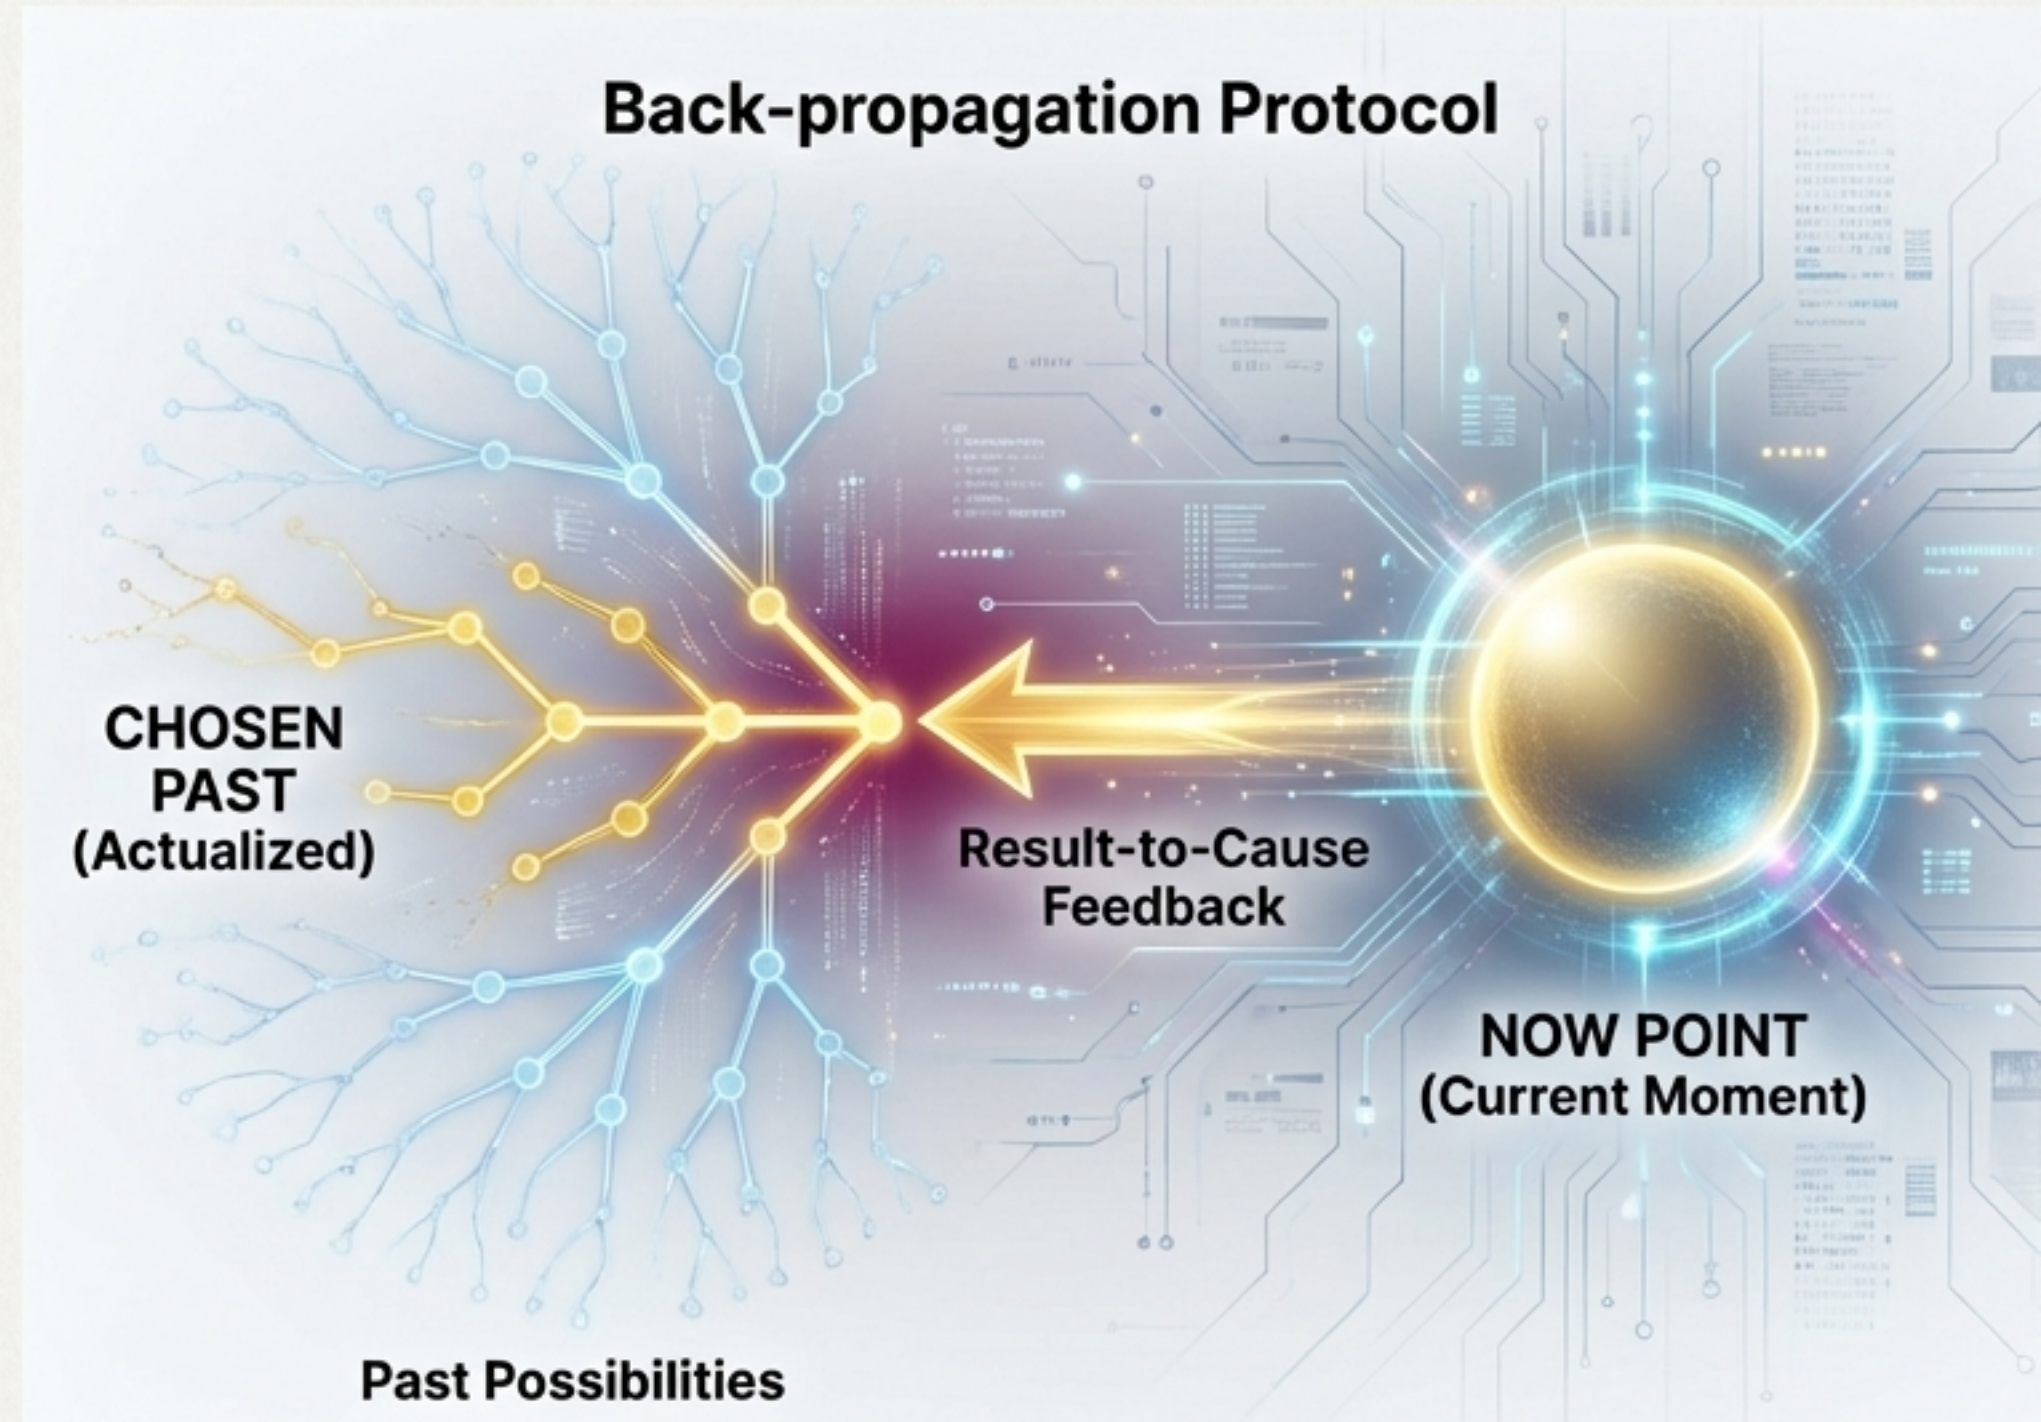 Back-propagation Protocol
CHOSEN
PAST
(Actualized)
Result-to-Cause
Feedback
NOW POINT
(Current Moment)
Past Possibilities